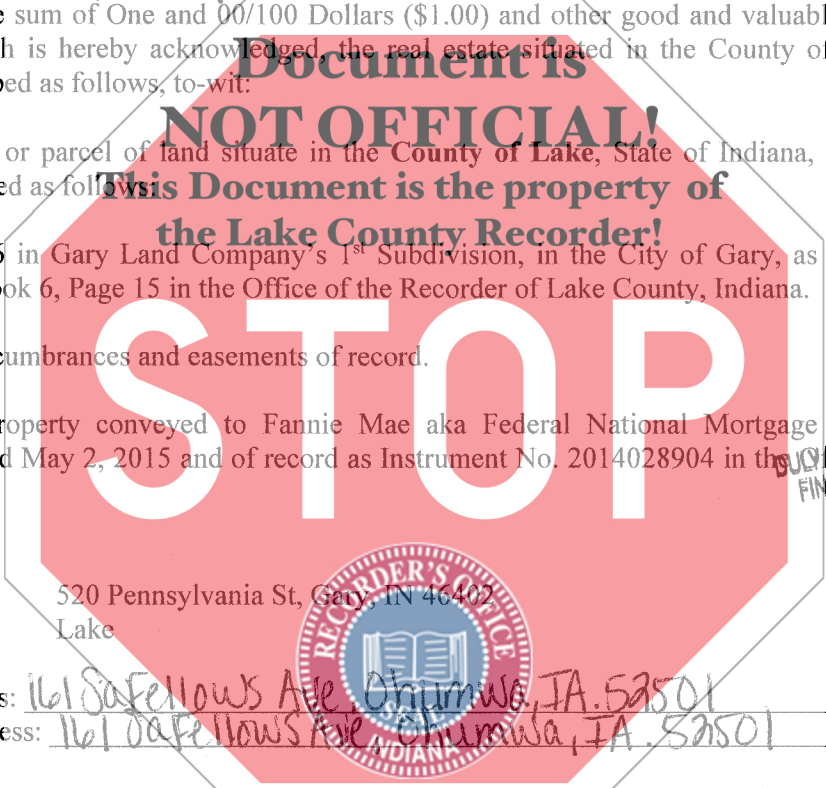 e sum of One and 00/100 Dollars ($1.00) and other good and valuabl
h is hereby acknowledged, the real estate situated in the County of
Document is
ed as follows, to-wit:
NOT OFFICIAL!
or parcel of land situate in the County of Lake, State of Indiana,
ed as follows:
This Document is the property of
the Lake County Recorder!
in Gary Land Company's 1st Subdivision, in the City of Gary, as
ok 6, Page 15 in the Office of the Recorder of Lake County, Indiana.
STOP
cumbrances and easements of record.
roperty conveyed to Fannie Mae aka Federal National Mortgage
d May 2, 2015 and of record as Instrument No. 2014028904 in the
DULY
FIN
520 Pennsylvania St, Gary, IN 46402
Lake
RECORDER'S OFFICE
SEAL
INDIANA
s: Fellows Ave Ottumwa, IA. 52501
ess: Fellows Ave, Ottumwa, IA. 52501